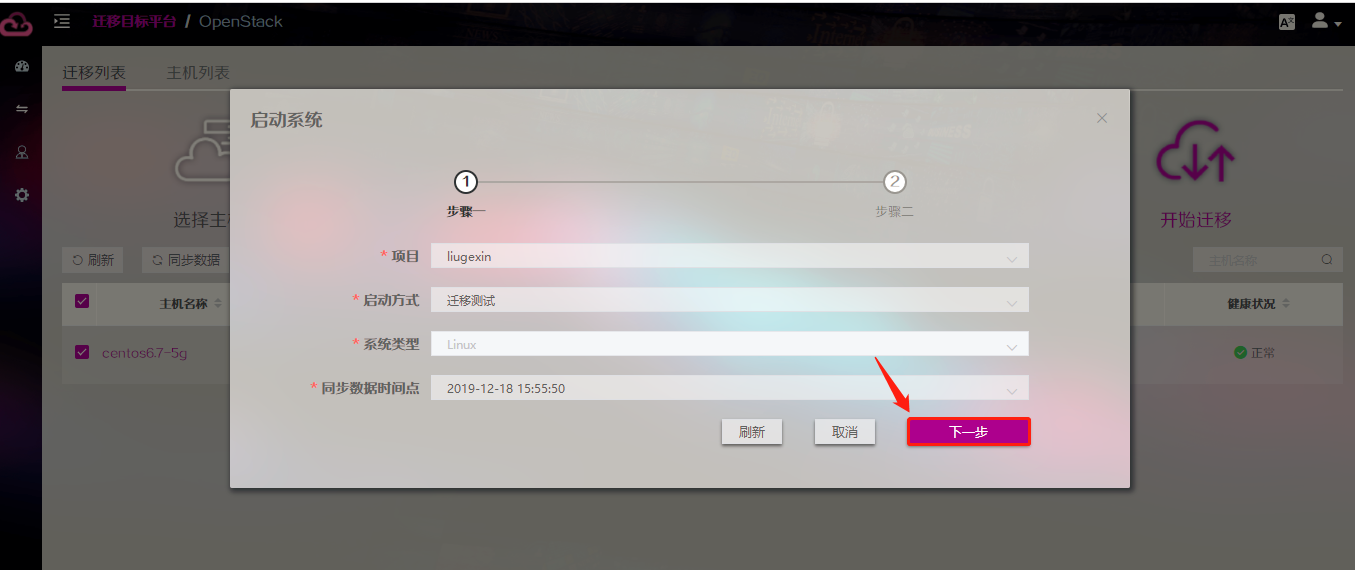 迁移目标平台 / OpenStack
迁移列表 主机列表
启动系统
1 2
步骤一 步骤二
选择主 开始迁移
* 项目 liugexin
刷新 同步数据 主机名称
* 启动方式 迁移测试
主机名称 健康状况
* 系统类型 Linux
centos6.7-5g 正常
* 同步数据时间点 2019-12-18 15:55:50
刷新 取消 下一步